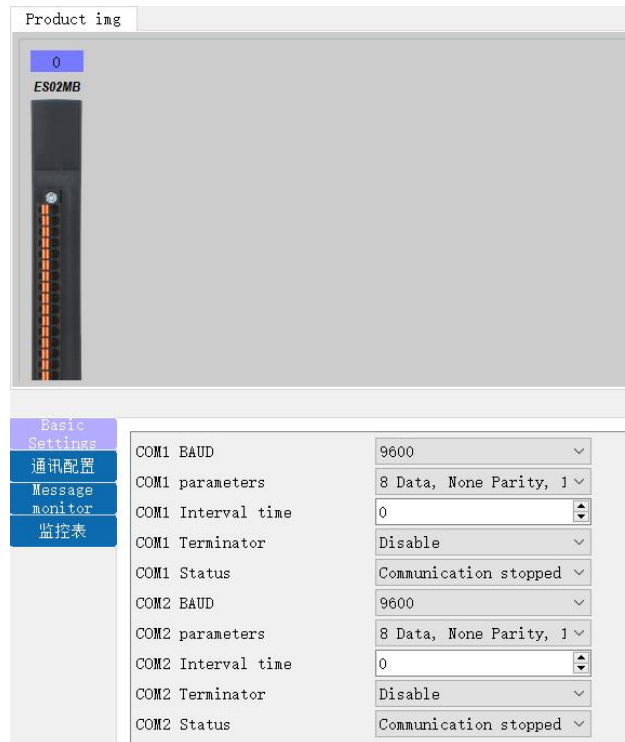 Product img
0
ES02MB
Basic
Settings
通讯配置
Message
monitor
监控表
COM1 BAUD 9600
COM1 parameters 8 Data, None Parity, 1
COM1 Interval time 0
COM1 Terminator Disable
COM1 Status Communication stopped
COM2 BAUD 9600
COM2 parameters 8 Data, None Parity, 1
COM2 Interval time 0
COM2 Terminator Disable
COM2 Status Communication stopped